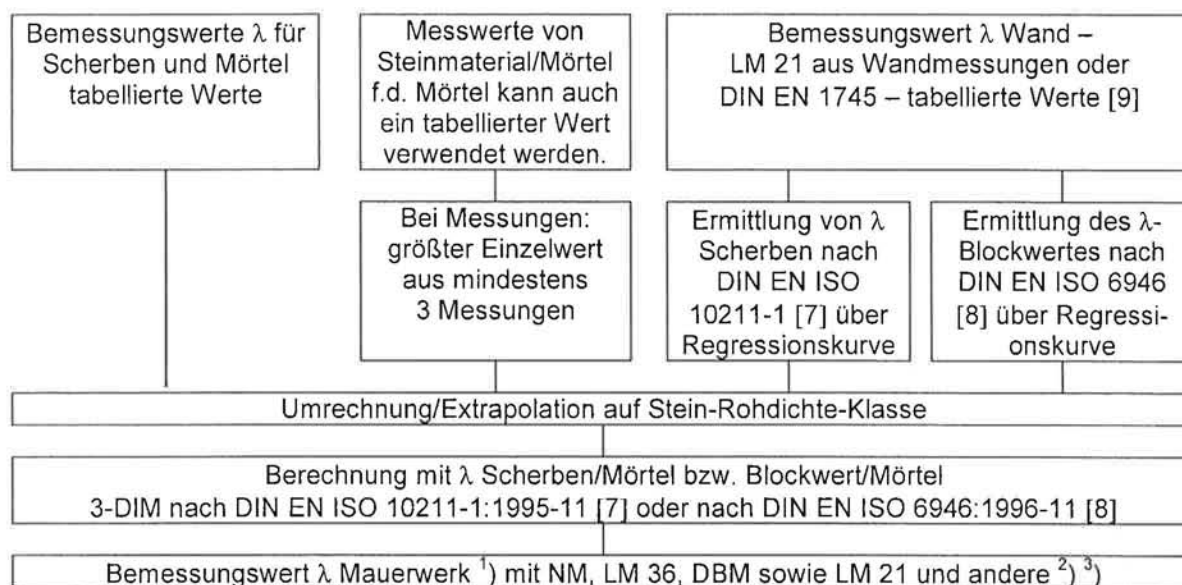 Bemessungswerte λ für
Scherben und Mörtel
tabellierte Werte
Messwerte von
Steinmaterial/Mörtel
f.d. Mörtel kann auch
ein tabellierter Wert
verwendet werden.
Bemessungswert λ Wand –
LM 21 aus Wandmessungen oder
DIN EN 1745 – tabellierte Werte [9]
Bei Messungen:
größter Einzelwert
aus mindestens
3 Messungen
Ermittlung von λ
Scherben nach
DIN EN ISO
10211-1 [7] über
Regressionskurve
Ermittlung des λ-
Blockwertes nach
DIN EN ISO 6946
[8] über Regressi-
onskurve
Umrechnung/Extrapolation auf Stein-Rohdichte-Klasse
Berechnung mit λ Scherben/Mörtel bzw. Blockwert/Mörtel
3-DIM nach DIN EN ISO 10211-1:1995-11 [7] oder nach DIN EN ISO 6946:1996-11 [8]
Bemessungswert λ Mauerwerk ¹) mit NM, LM 36, DBM sowie LM 21 und andere ²) ³)